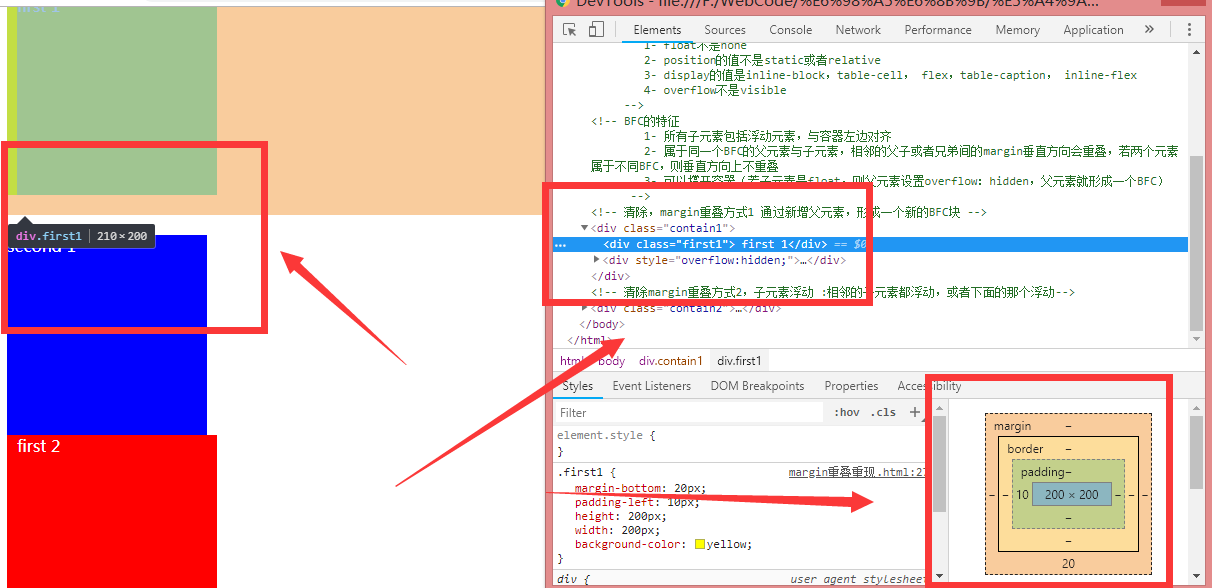 DevTools - file:///F:/WebCode/%E6%98%A5%E6%8B%9B/%E5%A4%9A...
Elements Sources Console Network Performance Memory Application »
1- float不是none
2- position的值不是static或者relative
3- display的值是inline-block，table-cell， flex，table-caption， inline-flex
4- overflow不是visible
-->
<!-- BFC的特征
1- 所有子元素包括浮动元素，与容器左边对齐
2- 属于同一个BFC的父元素与子元素，相邻的父子或者兄弟间的margin垂直方向会重叠，若两个元素
属于不同BFC，则垂直方向上不重叠
3- 可以撑开容器（若子元素是float，则父元素设置overflow: hidden，父元素就形成一个BFC）
-->
<!-- 清除，margin重叠方式1 通过新增父元素，形成一个新的BFC块 -->
▼<div class="contain1">
... <div class="first1"> first 1</div> == $0
▶<div style="overflow:hidden;">…</div>
</div>
<!-- 清除margin重叠方式2，子元素浮动 :相邻的子元素都浮动，或者下面的那个浮动-->
▶<div class="contain2">…</div>
</body>
</html>
html body div.contain1 div.first1
Styles Event Listeners DOM Breakpoints Properties Accessibility
Filter :hov .cls +
element.style {
}
.first1 { margin重叠重现.html:27
margin-bottom: 20px;
padding-left: 10px;
height: 200px;
width: 200px;
background-color: yellow;
}
div { user agent stylesheet
margin –
border –
padding–
– – 10 200 × 200 – – –
–
–
20
first 1
div.first1 210×200
second 1
first 2